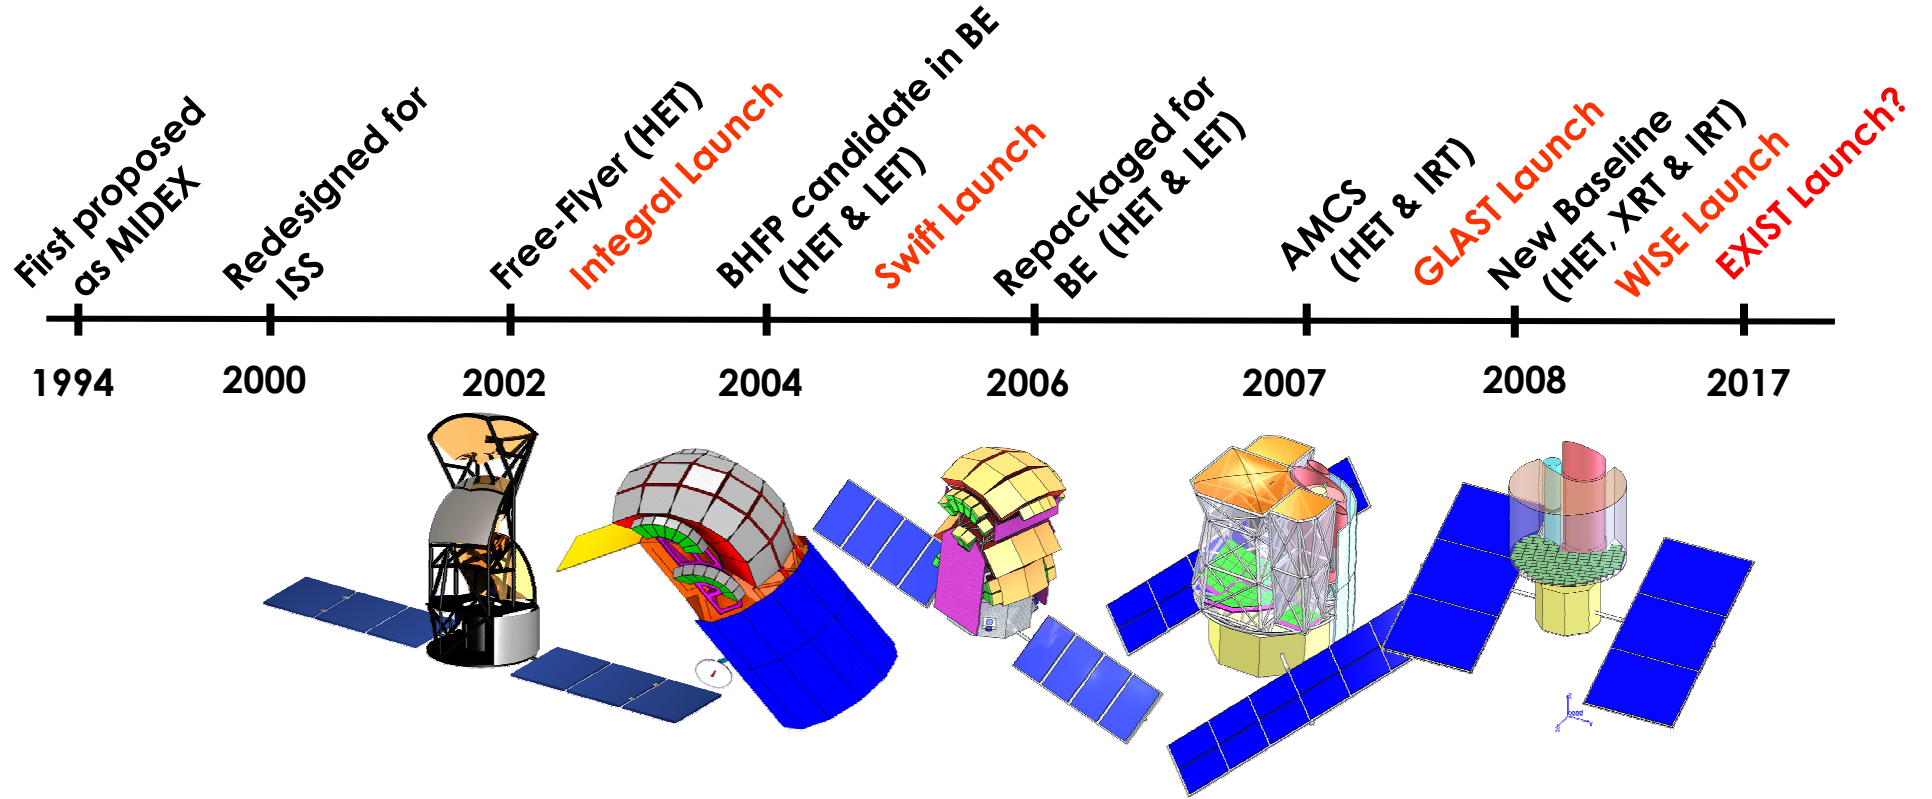 First proposed
as MIDEX
Redesigned for
ISS
Free-Flyer (HET)
Integral Launch
BHFP candidate in BE
(HET & LET)
Swift Launch
Repackaged for
BE (HET & LET)
AMCS
(HET & IRT)
GLAST Launch
New Baseline
(HET, XRT & IRT)
WISE Launch
EXIST Launch?
1994
2000
2002
2004
2006
2007
2008
2017